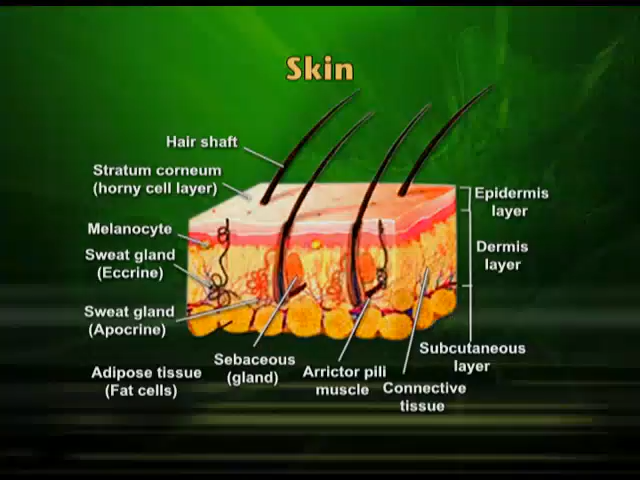 Skin
Hair shaft
Stratum corneum
(horny cell layer)
Melanocyte
Sweat gland
(Eccrine)
Sweat gland
(Apocrine)
Adipose tissue
(Fat cells)
Sebaceous
(gland)
Arrictor pili
muscle
Connective
tissue
Subcutaneous
layer
Dermis
layer
Epidermis
layer